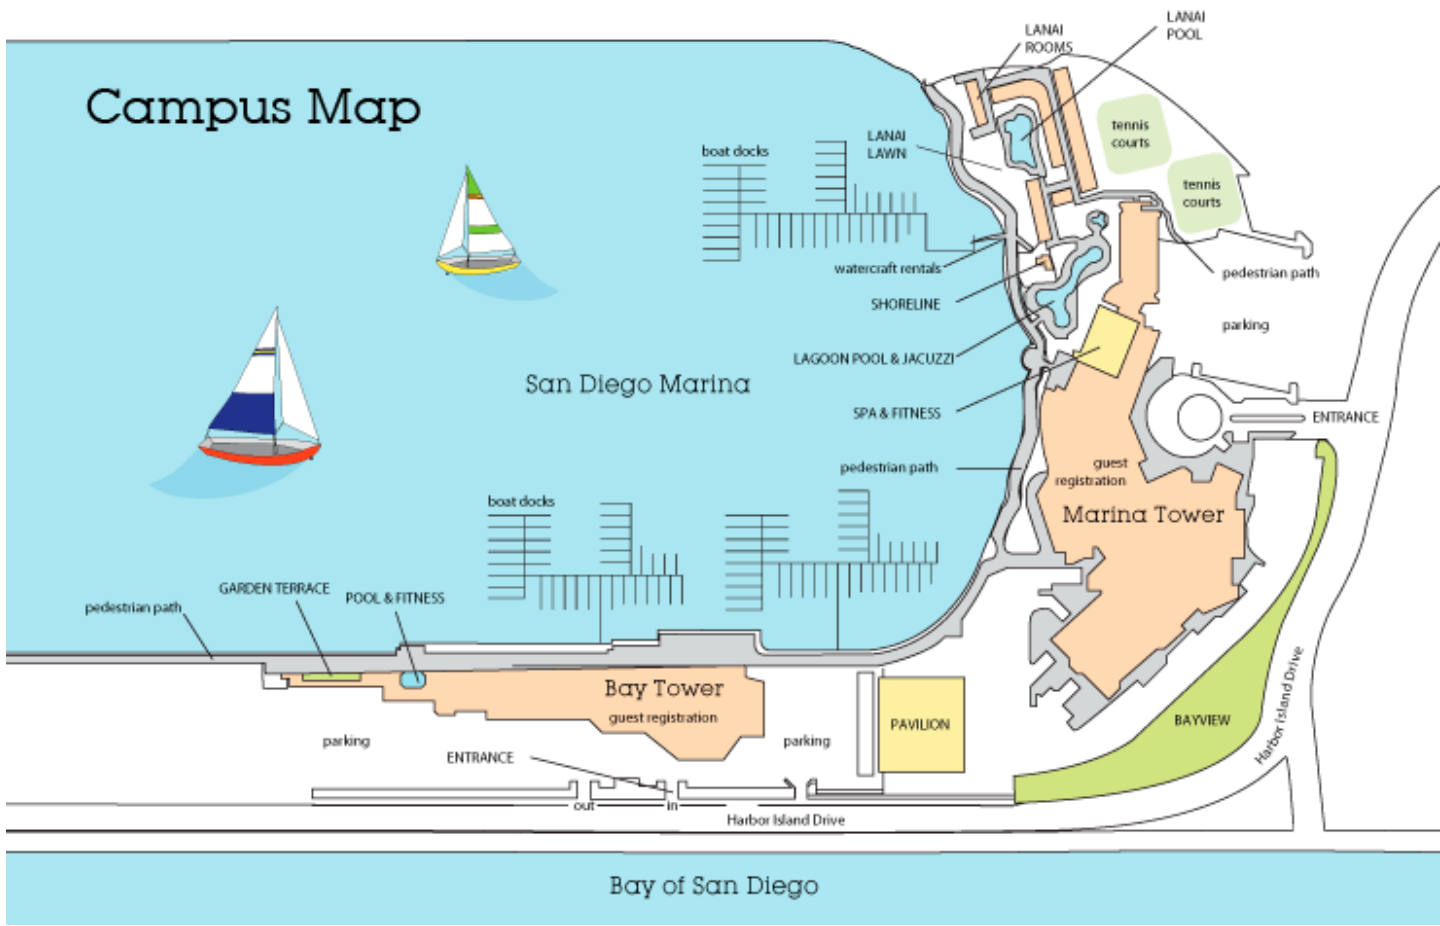 LANAI
POOL
LANAI
ROOMS
Campus Map
tennis
courts
LANAI
LAWN
boat docks
tennis
courts
watercraft rentals
pedestrian path
SHORELINE
parking
LAGOON POOL & JACUZZI
San Diego Marina
SPA & FITNESS
ENTRANCE
pedestrian path
guest
registration
boat docks
Marina Tower
GARDEN TERRACE
POOL & FITNESS
pedestrian path
Bay Tower
guest registration
PAVILION
BAYVIEW
Harbor Island Drive
parking
parking
ENTRANCE
out
in
Harbor Island Drive
Bay of San Diego